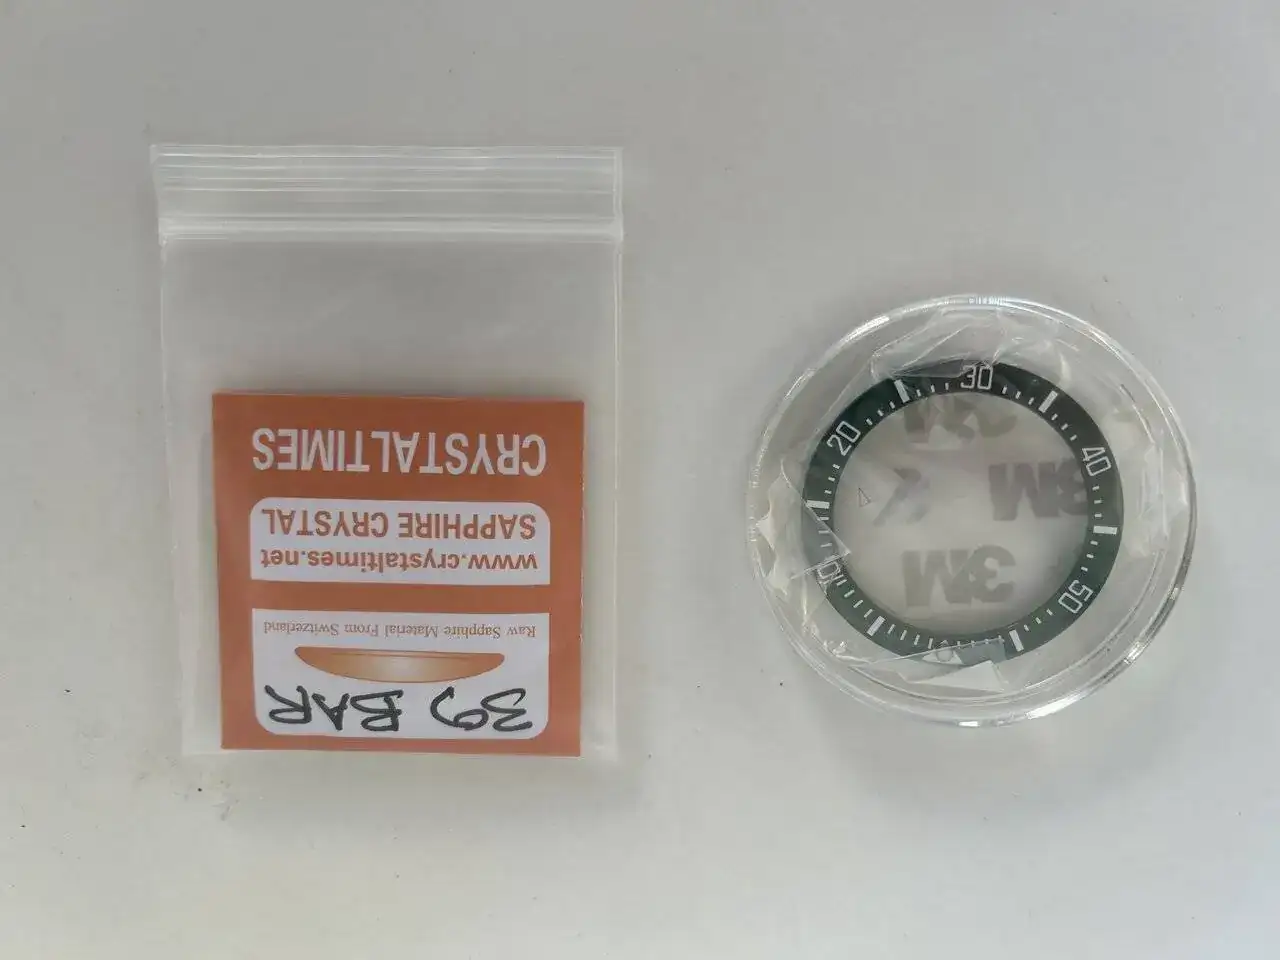 39 BAR
Raw Sapphire Material From Switzerland
www.crystaltimes.net
SAPPHIRE CRYSTAL
CRYSTALTIMES
10
20
30
40
50
3M
3M
3M